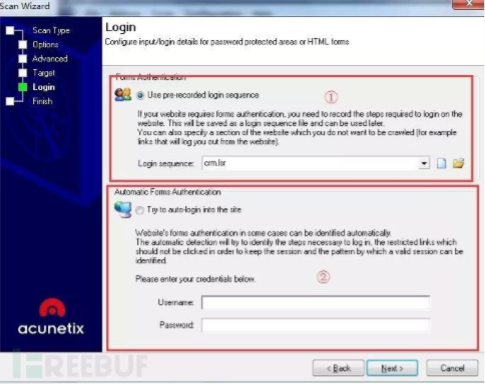 Scan Wizard
Scan Type
Options
Advanced
Target
Login
Finish
Login
Configure input/login details for password protected areas or HTML forms
Forms Authentication
Use pre-recorded login sequence
①
If your website requires forms authentication, you need to record the steps required to login on the
website. This will be saved as a login sequence file and can be used later.
You can also specify a section of the website which you do not want to be crawled (for example
links that will log you out from the website).
Login sequence: crm.lsr
Automatic Forms Authentication
Try to auto-login into the site
Website's forms authentication in some cases can be identified automatically.
The automatic detection will try to identify the steps necessary to log in, the restricted links which
should not be clicked in order to keep the session and the pattern by which a valid session can be
identified.
Please enter your credentials below.
②
Username:
Password:
acunetix
FREEBUF
< Back
Next >
Cancel